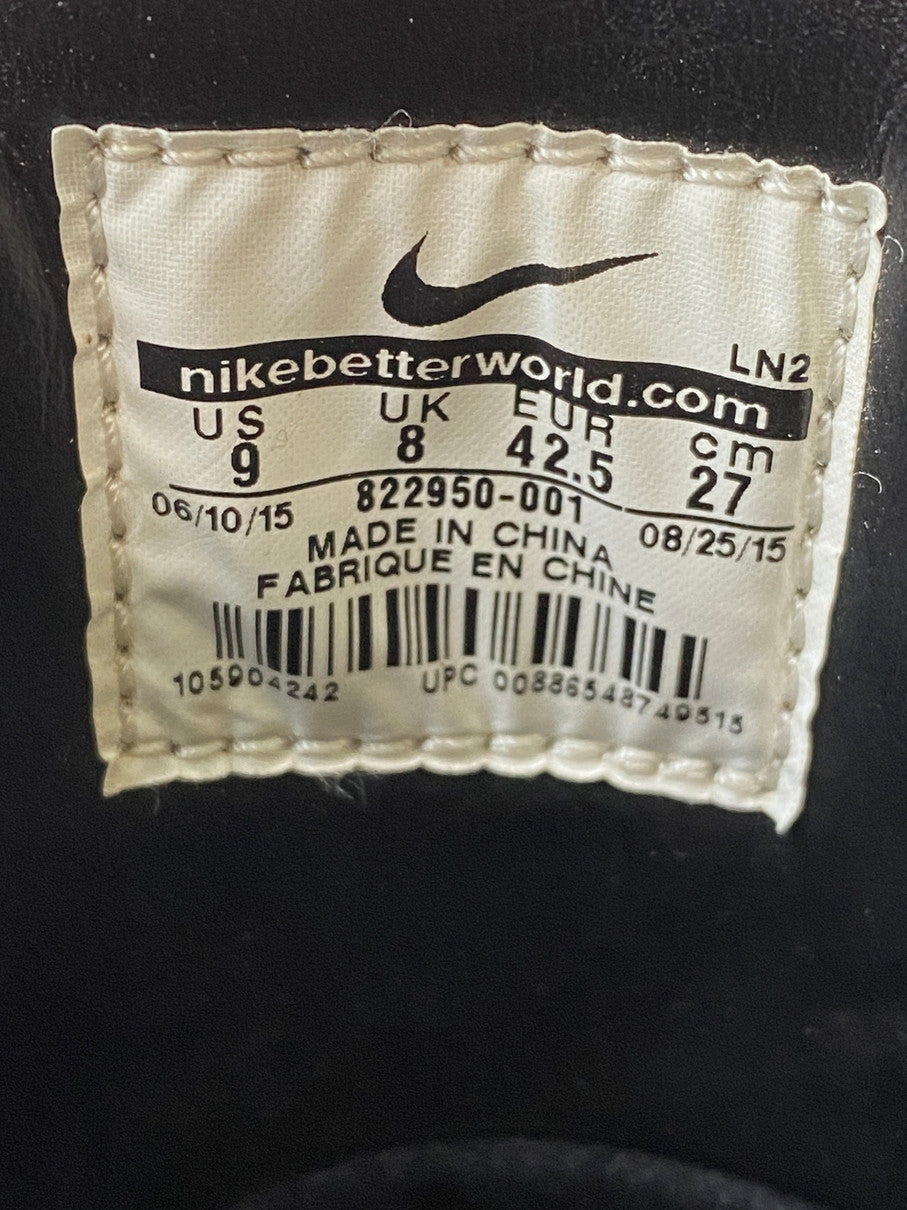 LN2
nikebetterworld.com
US UK EUR cm
9 8 42.5 27
06/10/15 822950-001 08/25/15
MADE IN CHINA
FABRIQUE EN CHINE
105904242 UPC 00886548749515